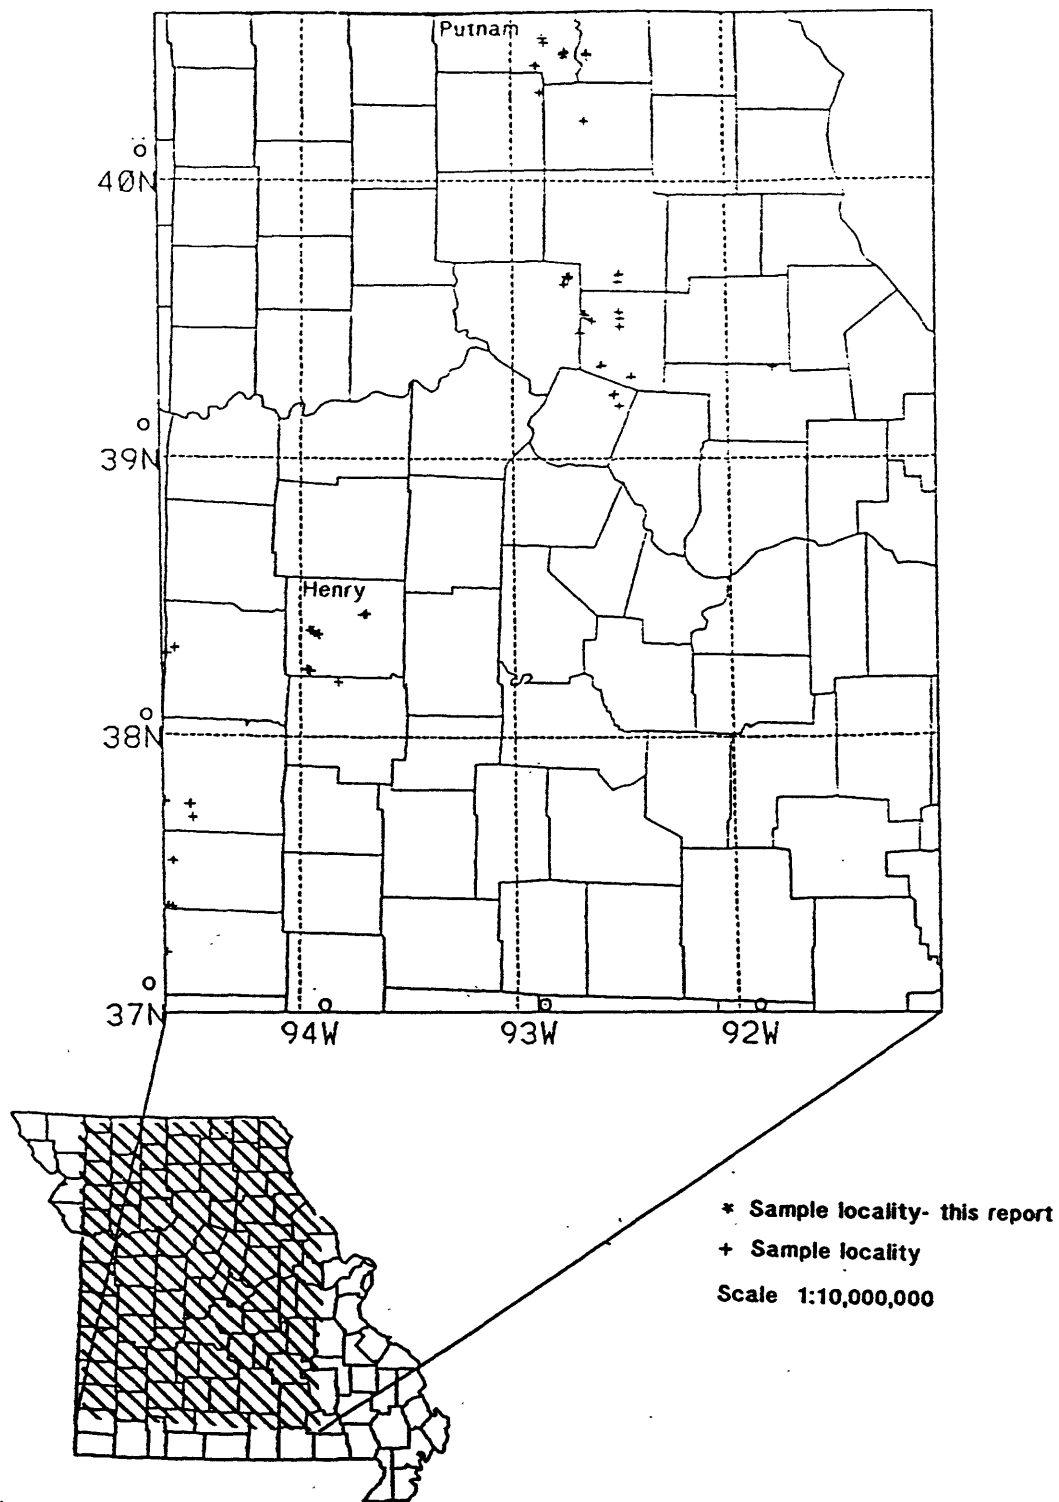 Putnam
40N
39N
Henry
38N
37N
94W 93W 92W
* Sample locality- this report
+ Sample locality
Scale 1:10,000,000